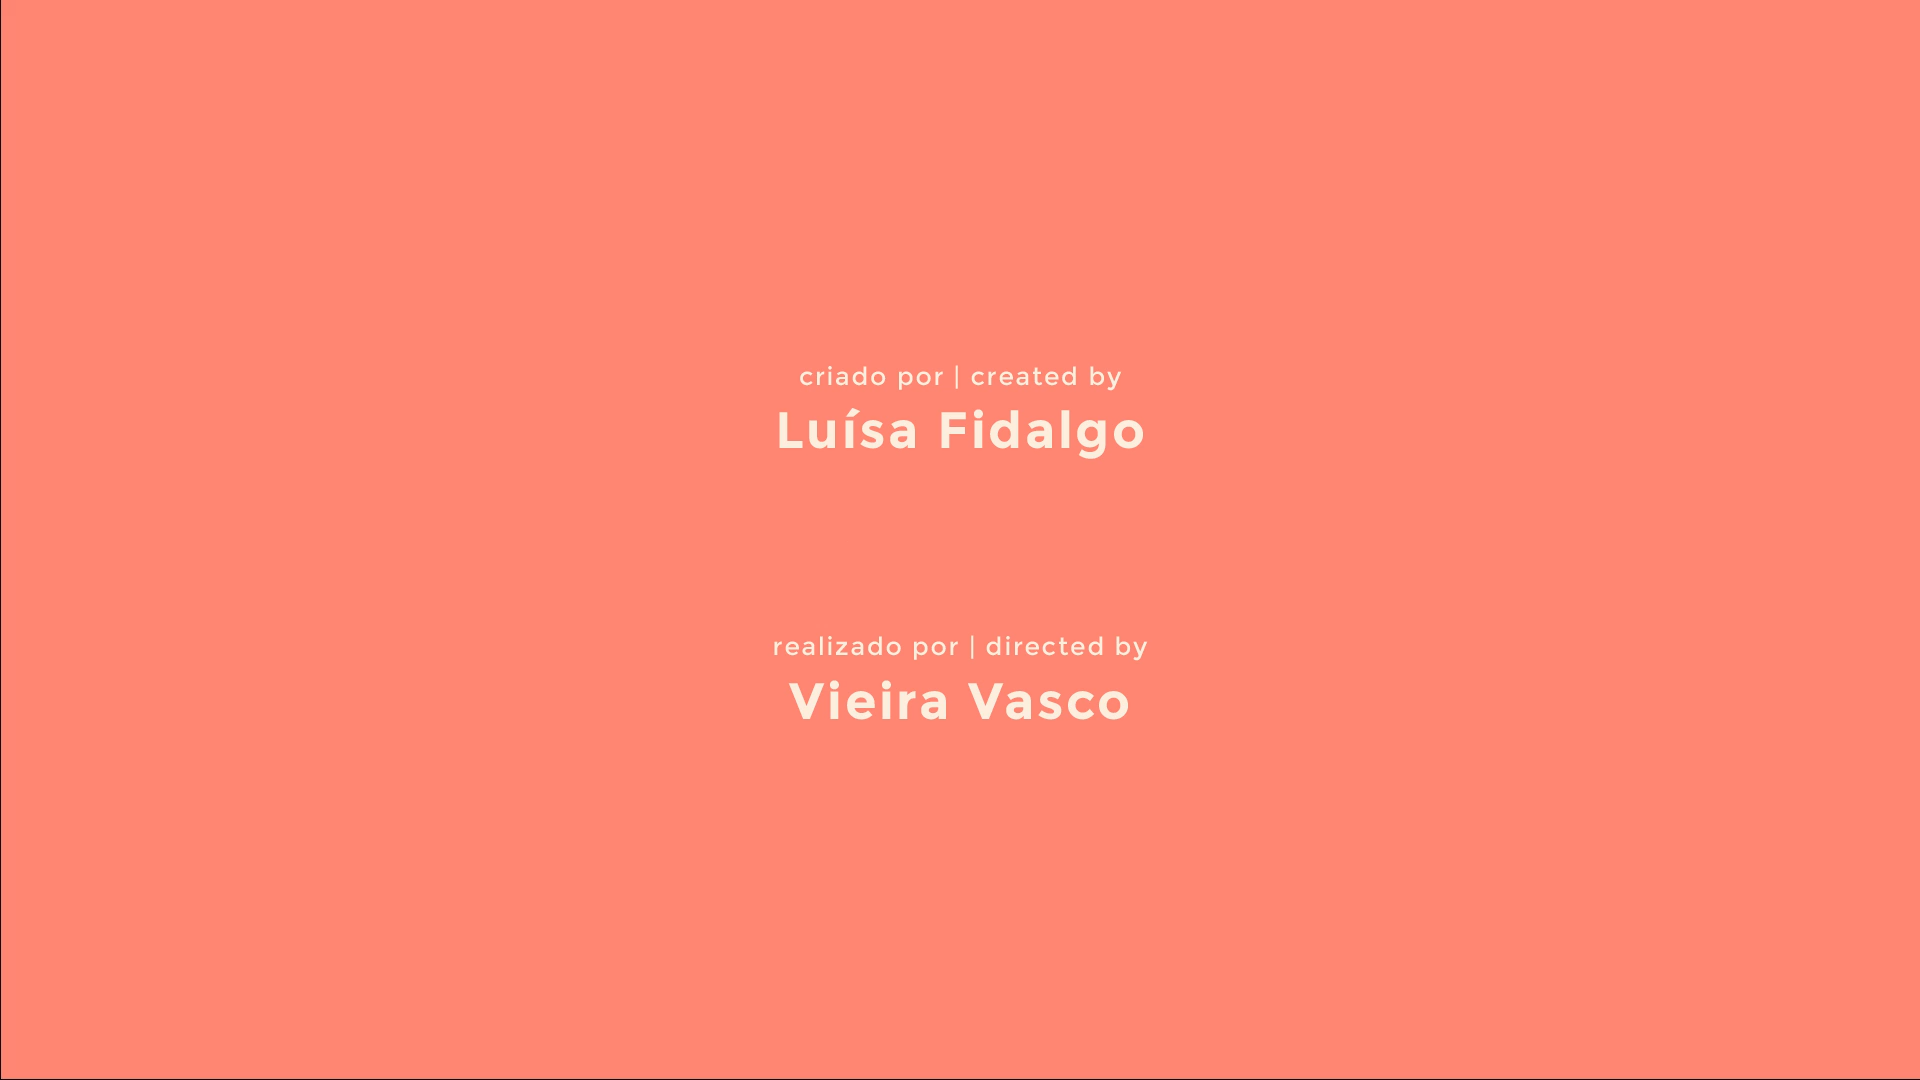 criado por | created by
Luísa Fidalgo
realizado por | directed by
Vieira Vasco